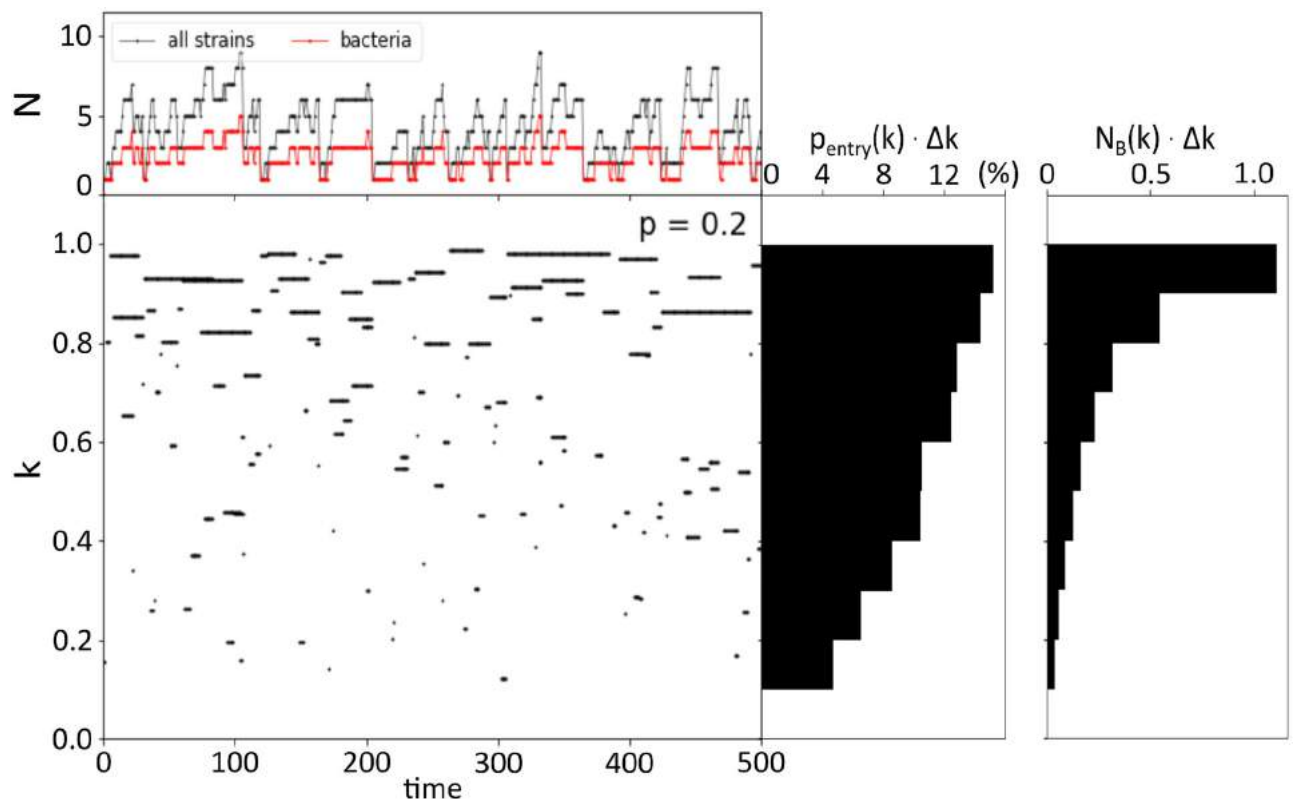 N
10
5
0
all strains
bacteria
p_entry(k) · Δk
0 4 8 12 (%)
N_B(k) · Δk
0 0.5 1.0
p = 0.2
k
1.0
0.8
0.6
0.4
0.2
0.0
0 100 200 300 400 500
time